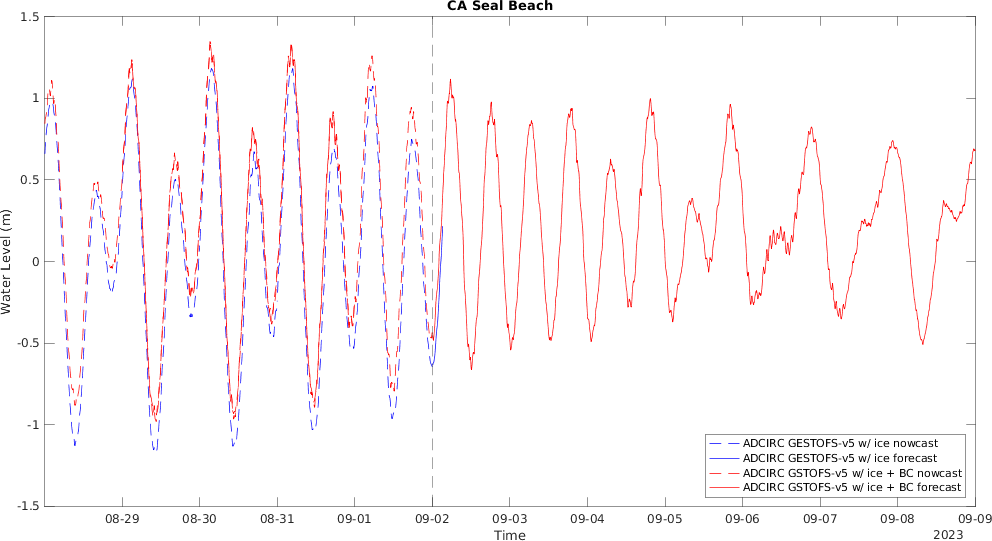 CA Seal Beach
1.5
1
0.5
0
-0.5
-1
-1.5
Water Level (m)
08-29 08-30 08-31 09-01 09-02 09-03 09-04 09-05 09-06 09-07 09-08 09-09
Time
2023
ADCIRC GESTOFS-v5 w/ ice nowcast
ADCIRC GESTOFS-v5 w/ ice forecast
ADCIRC GSTOFS-v5 w/ ice + BC nowcast
ADCIRC GSTOFS-v5 w/ ice + BC forecast